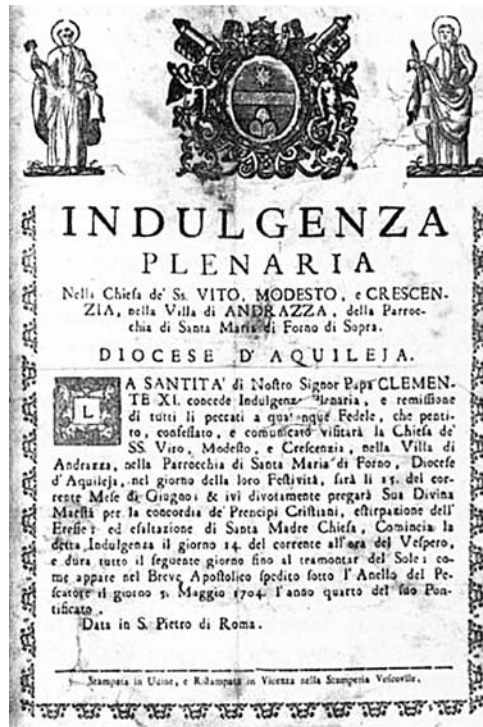 INDULGENZA
PLENARIA
Nella Chiesa de' Ss. VITO, MODESTO, e CRESCEN-
ZIA, nella Villa di ANDRAZZA, della Parroc-
chia di Santa Maria di Forno di Sopra.
DIOCESE D'AQUILEJA.
LA SANTITA' di Nostro Signor Papa CLEMEN-
TE XI. concede Indulgenza Plenaria, e remissione
di tutti li peccati a qualunque Fedele, che penti-
to, confessato, e comunicato visitarà la Chiesa de'
SS. Vito, Modesto, e Crescenzia, nella Villa di
Andrazza, nella Parrocchia di Santa Maria di Forno, Diocese
d'Aquileja, nel giorno della loro Festività, sarà li 15. del cor-
rente Mese di Giugno: & ivi divotamente pregarà Sua Divina
Maestà per la concordia de' Prencipi Cristiani, estirpazione dell'
Eresie: ed esaltazione di Santa Madre Chiesa, Comincia la
detta Indulgenza il giorno 14. del corrente all'ora del Vespero,
e dura tutto il seguente giorno fino al tramontar del Sole: co-
me appare nel Breve Apostolico spedito sotto l'Anello del Pe-
scatore il giorno 5. Maggio 1704. l'anno quarto del suo Pon-
tificato.
Data in S. Pietro di Roma.
Stampata in Udine, e Ristampata in Vicenza nella Stamperia Vescovile.